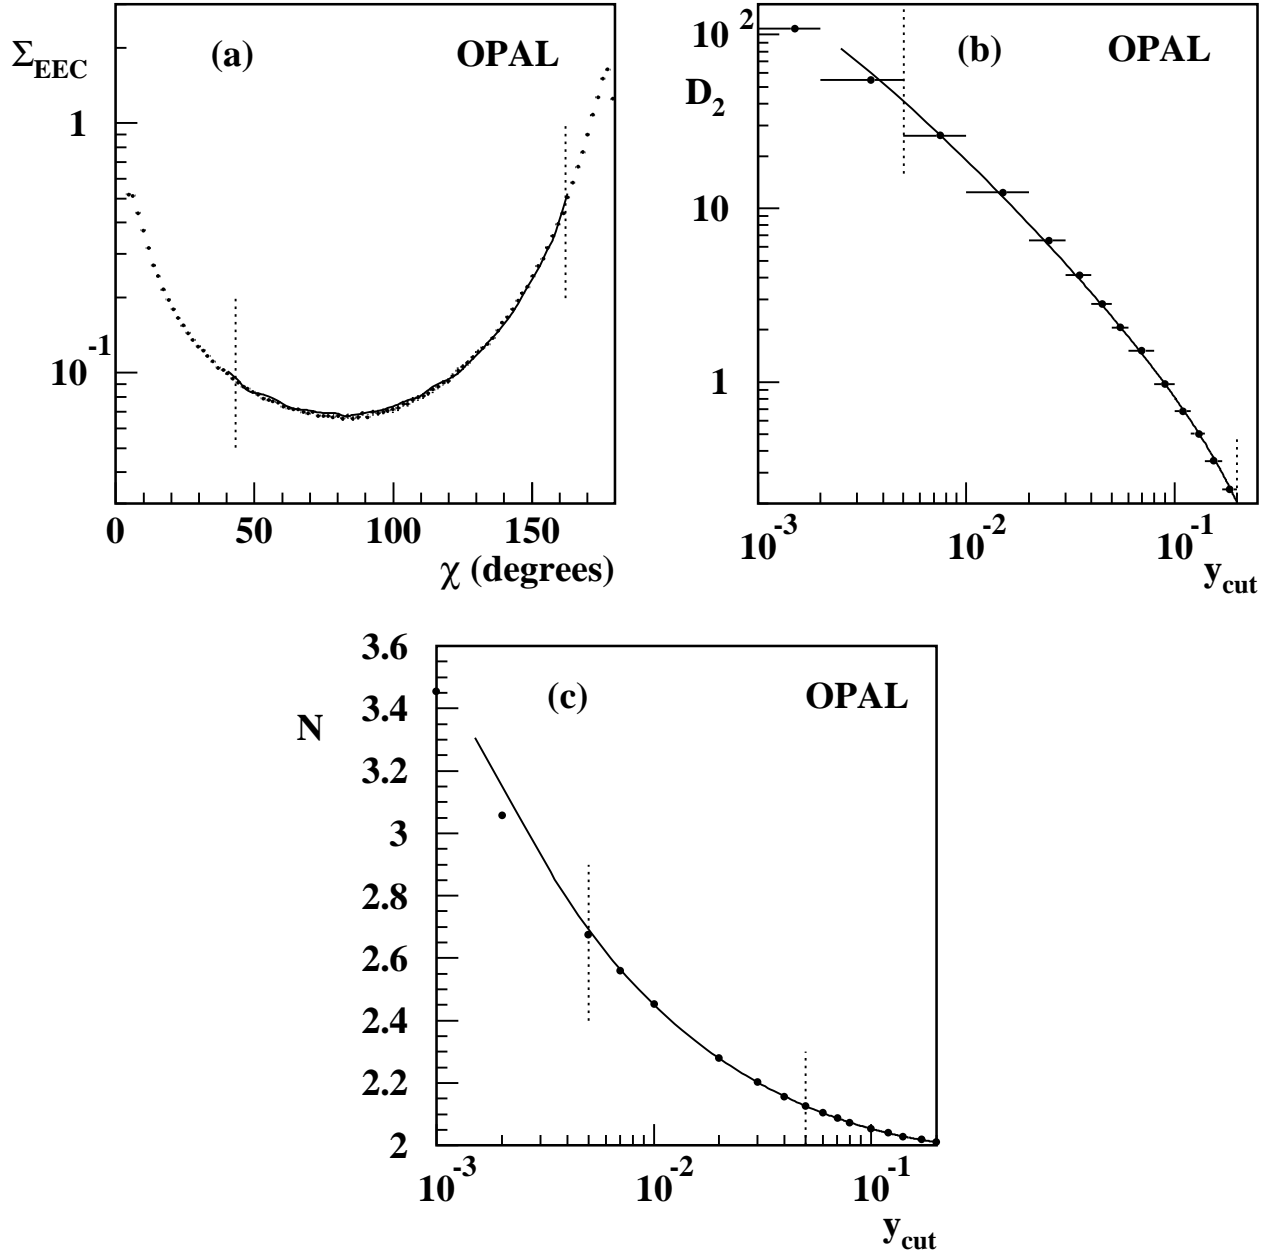 Σ_EEC
(a)
OPAL
1
10^-1
0 50 100 150
χ (degrees)
10^2
D_2
(b)
OPAL
10
1
10^-3 10^-2 10^-1
y_cut
3.6
N
(c)
OPAL
3.4
3.2
3
2.8
2.6
2.4
2.2
2
10^-3 10^-2 10^-1
y_cut